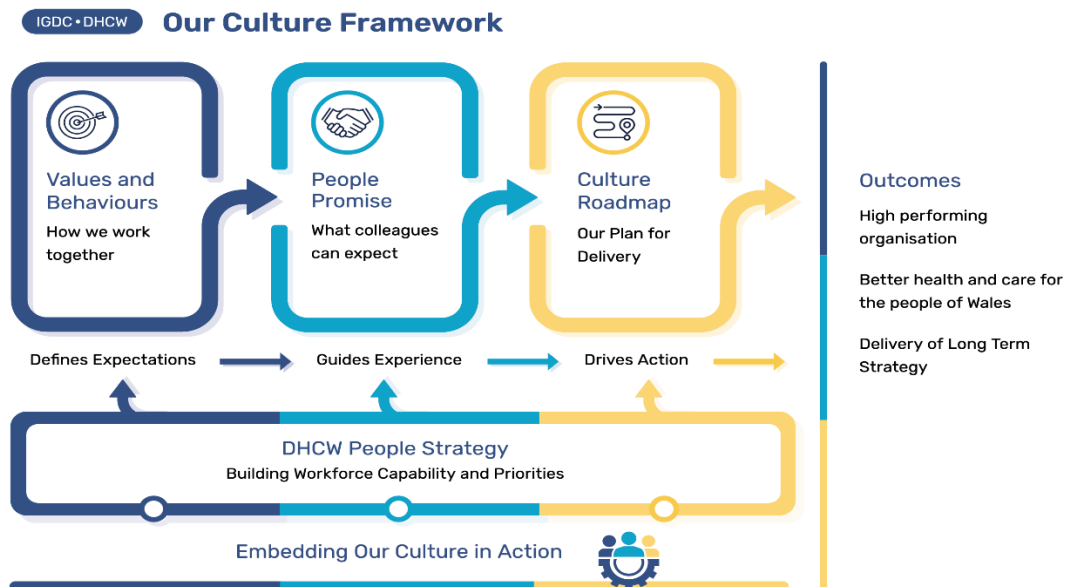 IGDC • DHCW
Our Culture Framework
Values and
Behaviours
How we work
together
People
Promise
What colleagues
can expect
Culture
Roadmap
Our Plan for
Delivery
Outcomes
High performing
organisation
Better health and care for
the people of Wales
Delivery of Long Term
Strategy
Defines Expectations
Guides Experience
Drives Action
DHCW People Strategy
Building Workforce Capability and Priorities
Embedding Our Culture in Action